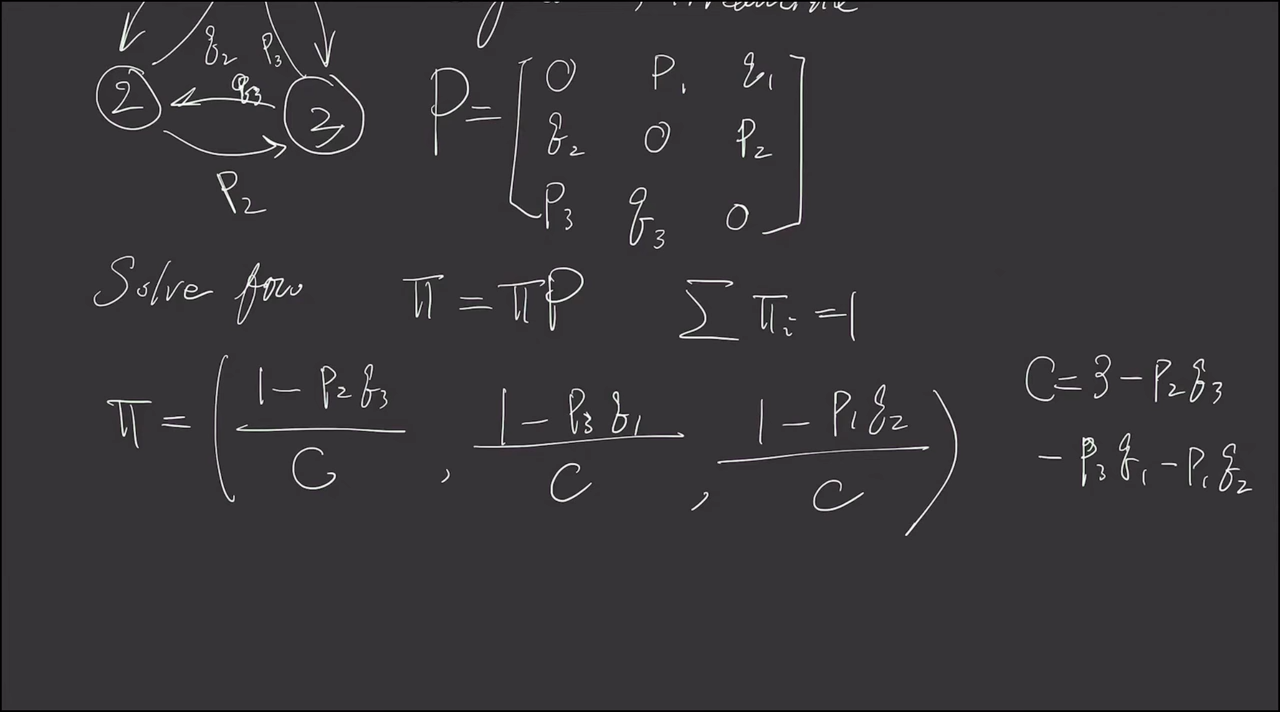 q₂ P₃
2 q₃ 3
P₂
P = [ 0 P₁ q₁
q₂ 0 P₂
P₃ q₃ 0 ]
Solve for π = πP ∑ πᵢ = 1
π = ( (1 - P₂q₃)/C , (1 - P₃q₁)/C , (1 - P₁q₂)/C )
C = 3 - P₂q₃
- P₃q₁ - P₁q₂